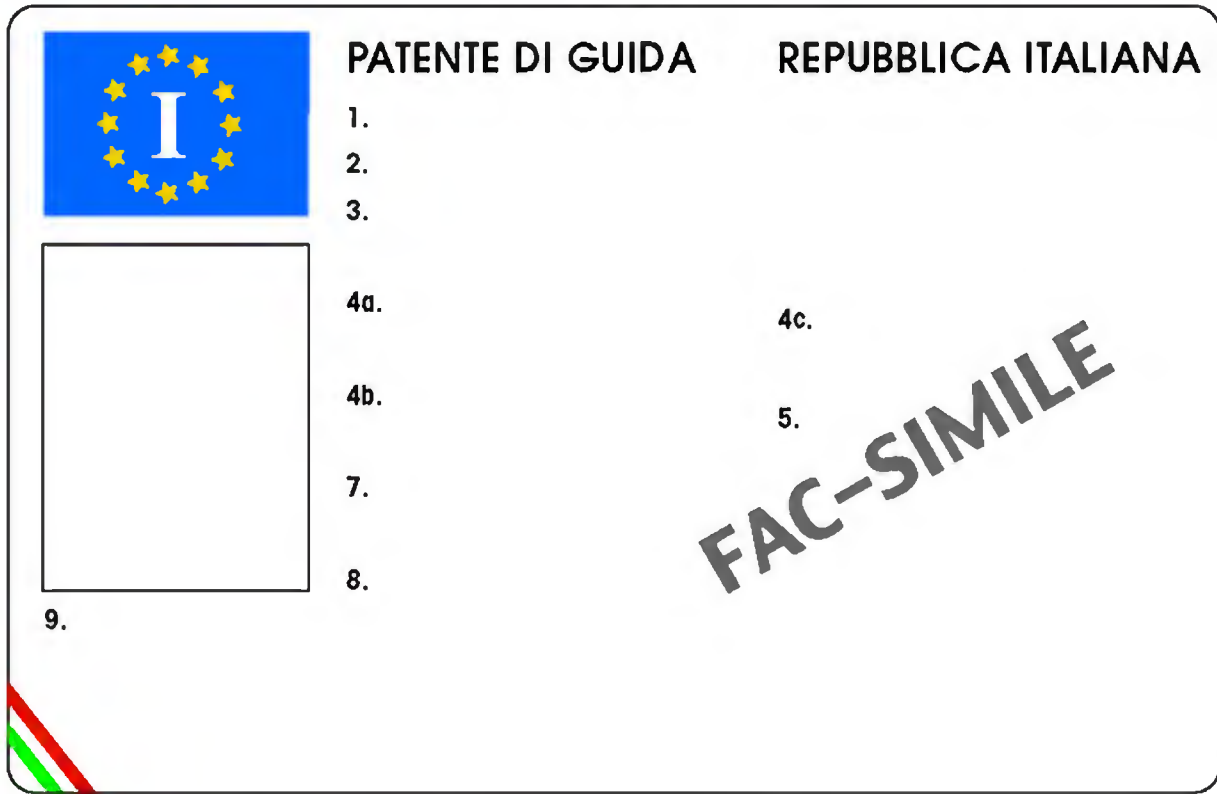 I
PATENTE DI GUIDA
REPUBBLICA ITALIANA
1.
2.
3.
4a.
4c.
4b.
5.
7.
8.
9.
FAC-SIMILE